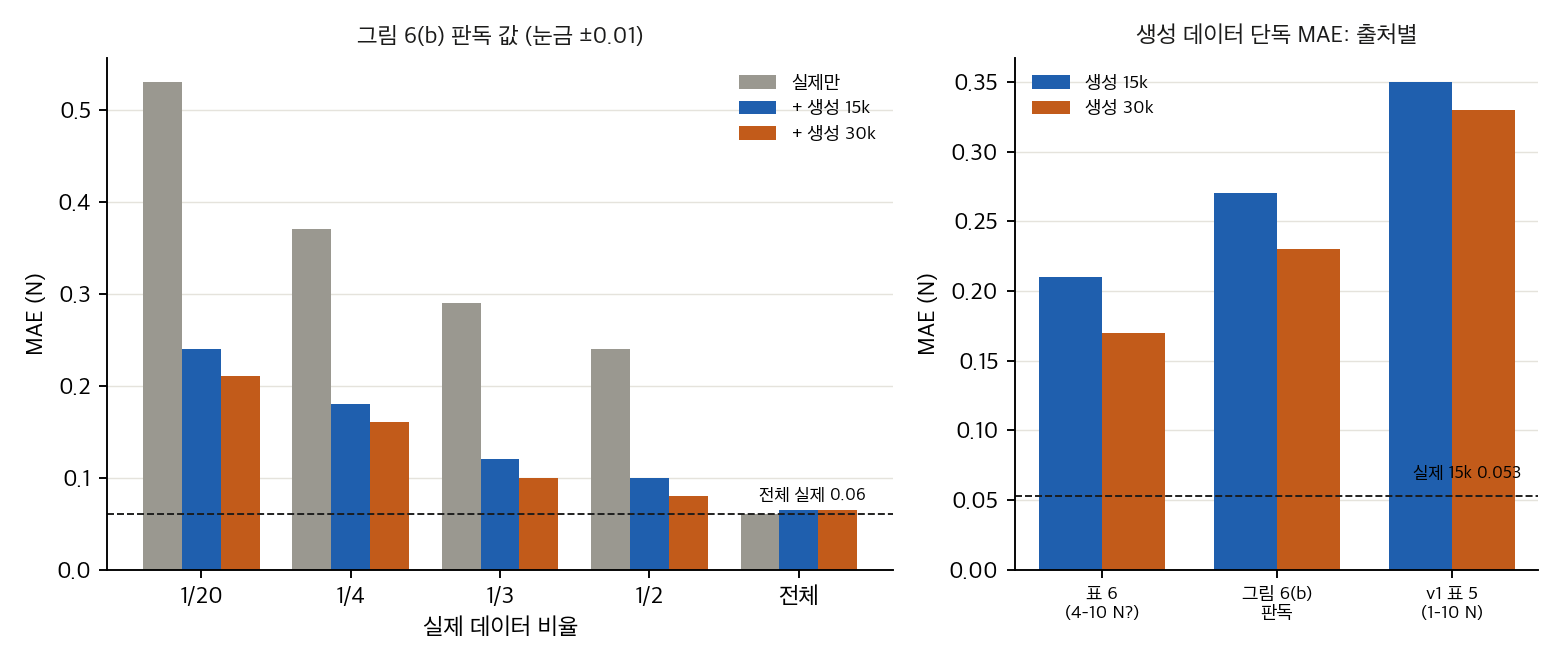 그림 6(b) 판독 값 (눈금 ±0.01)
실제만
+ 생성 15k
+ 생성 30k
MAE (N)
0.5
0.4
0.3
0.2
0.1
0.0
전체 실제 0.06
1/20
1/4
1/3
1/2
전체
실제 데이터 비율
생성 데이터 단독 MAE: 출처별
생성 15k
생성 30k
MAE (N)
0.35
0.30
0.25
0.20
0.15
0.10
0.05
0.00
실제 15k 0.053
표 6
(4-10 N?)
그림 6(b)
판독
v1 표 5
(1-10 N)